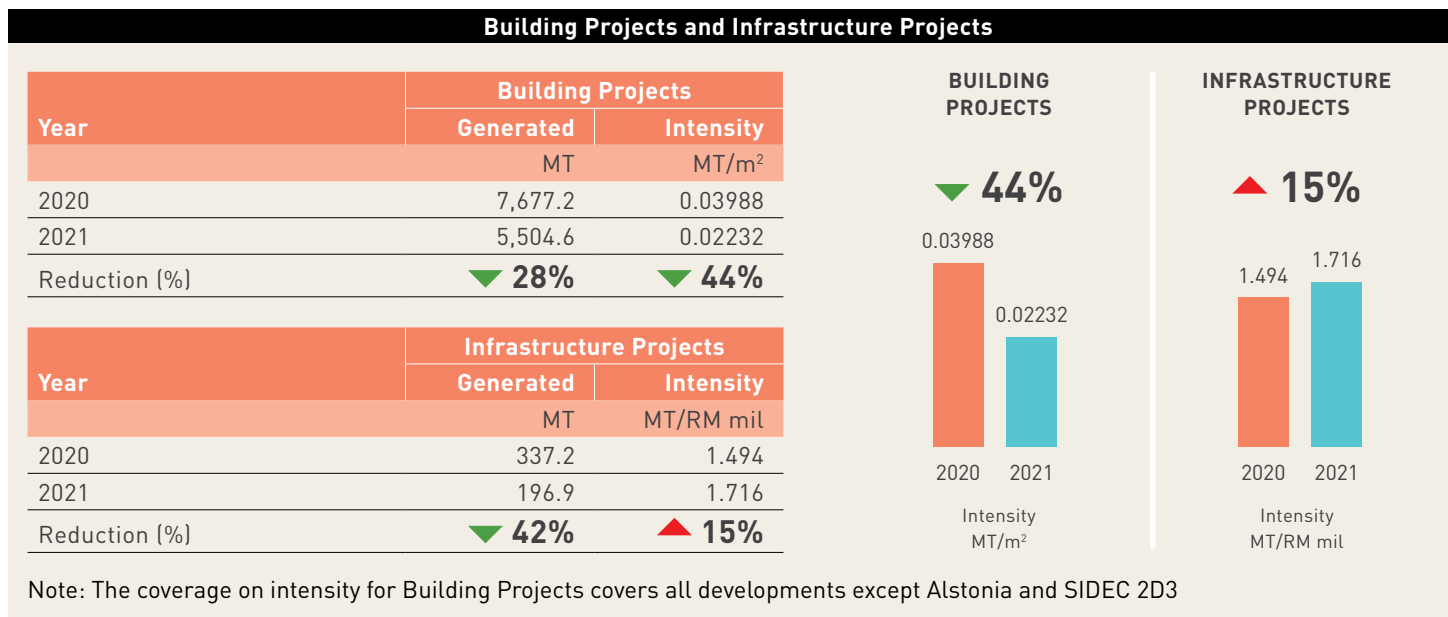 Building Projects and Infrastructure Projects
Building Projects
Year Generated Intensity
MT MT/m²
2020 7,677.2 0.03988
2021 5,504.6 0.02232
Reduction (%) 28% 44%
Infrastructure Projects
Year Generated Intensity
MT MT/RM mil
2020 337.2 1.494
2021 196.9 1.716
Reduction (%) 42% 15%
BUILDING
PROJECTS
44%
0.03988
0.02232
2020 2021
Intensity
MT/m²
INFRASTRUCTURE
PROJECTS
15%
1.494
1.716
2020 2021
Intensity
MT/RM mil
Note: The coverage on intensity for Building Projects covers all developments except Alstonia and SIDEC 2D3